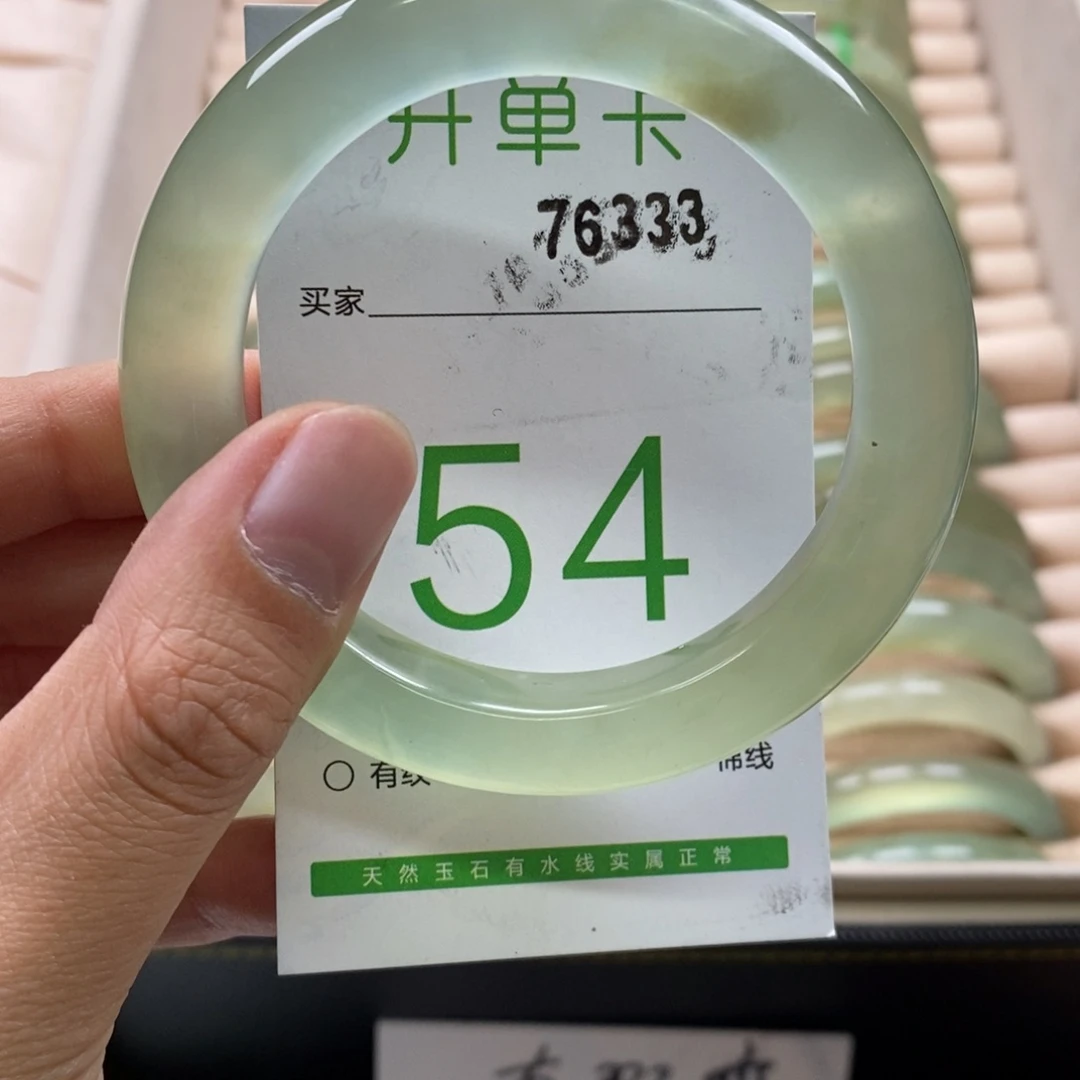 开单卡
76333
买家
54
有纹 棉线
天然玉石有水线实属正常